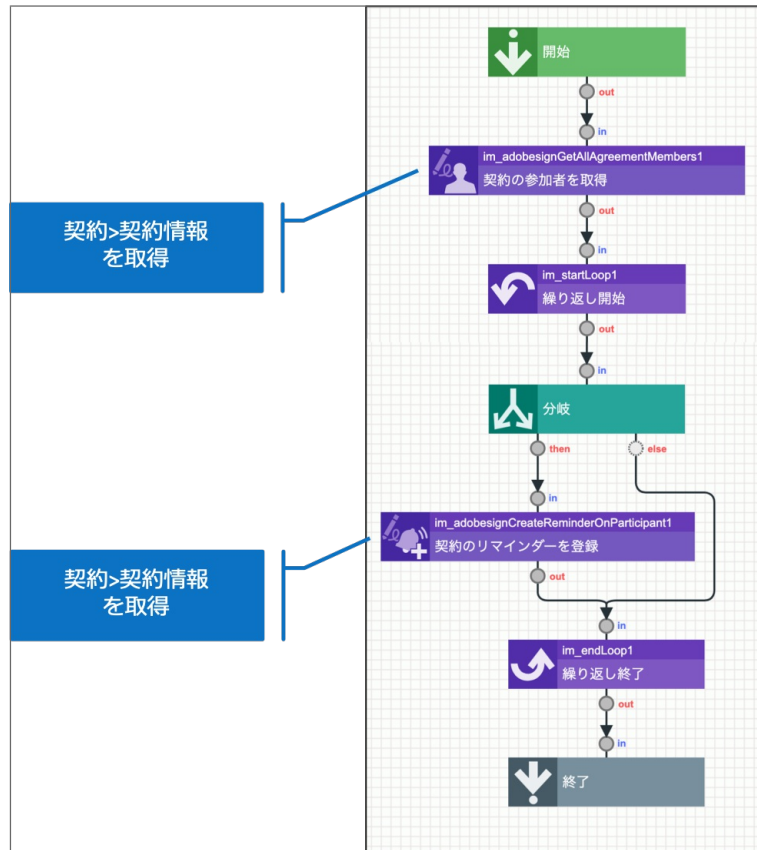 開始
out
in
im_adobesignGetAllAgreementMembers1
契約の参加者を取得
契約>契約情報
を取得
out
in
im_startLoop1
繰り返し開始
out
in
分岐
then
else
in
im_adobesignCreateReminderOnParticipant1
契約のリマインダーを登録
契約>契約情報
を取得
out
in
im_endLoop1
繰り返し終了
out
in
終了